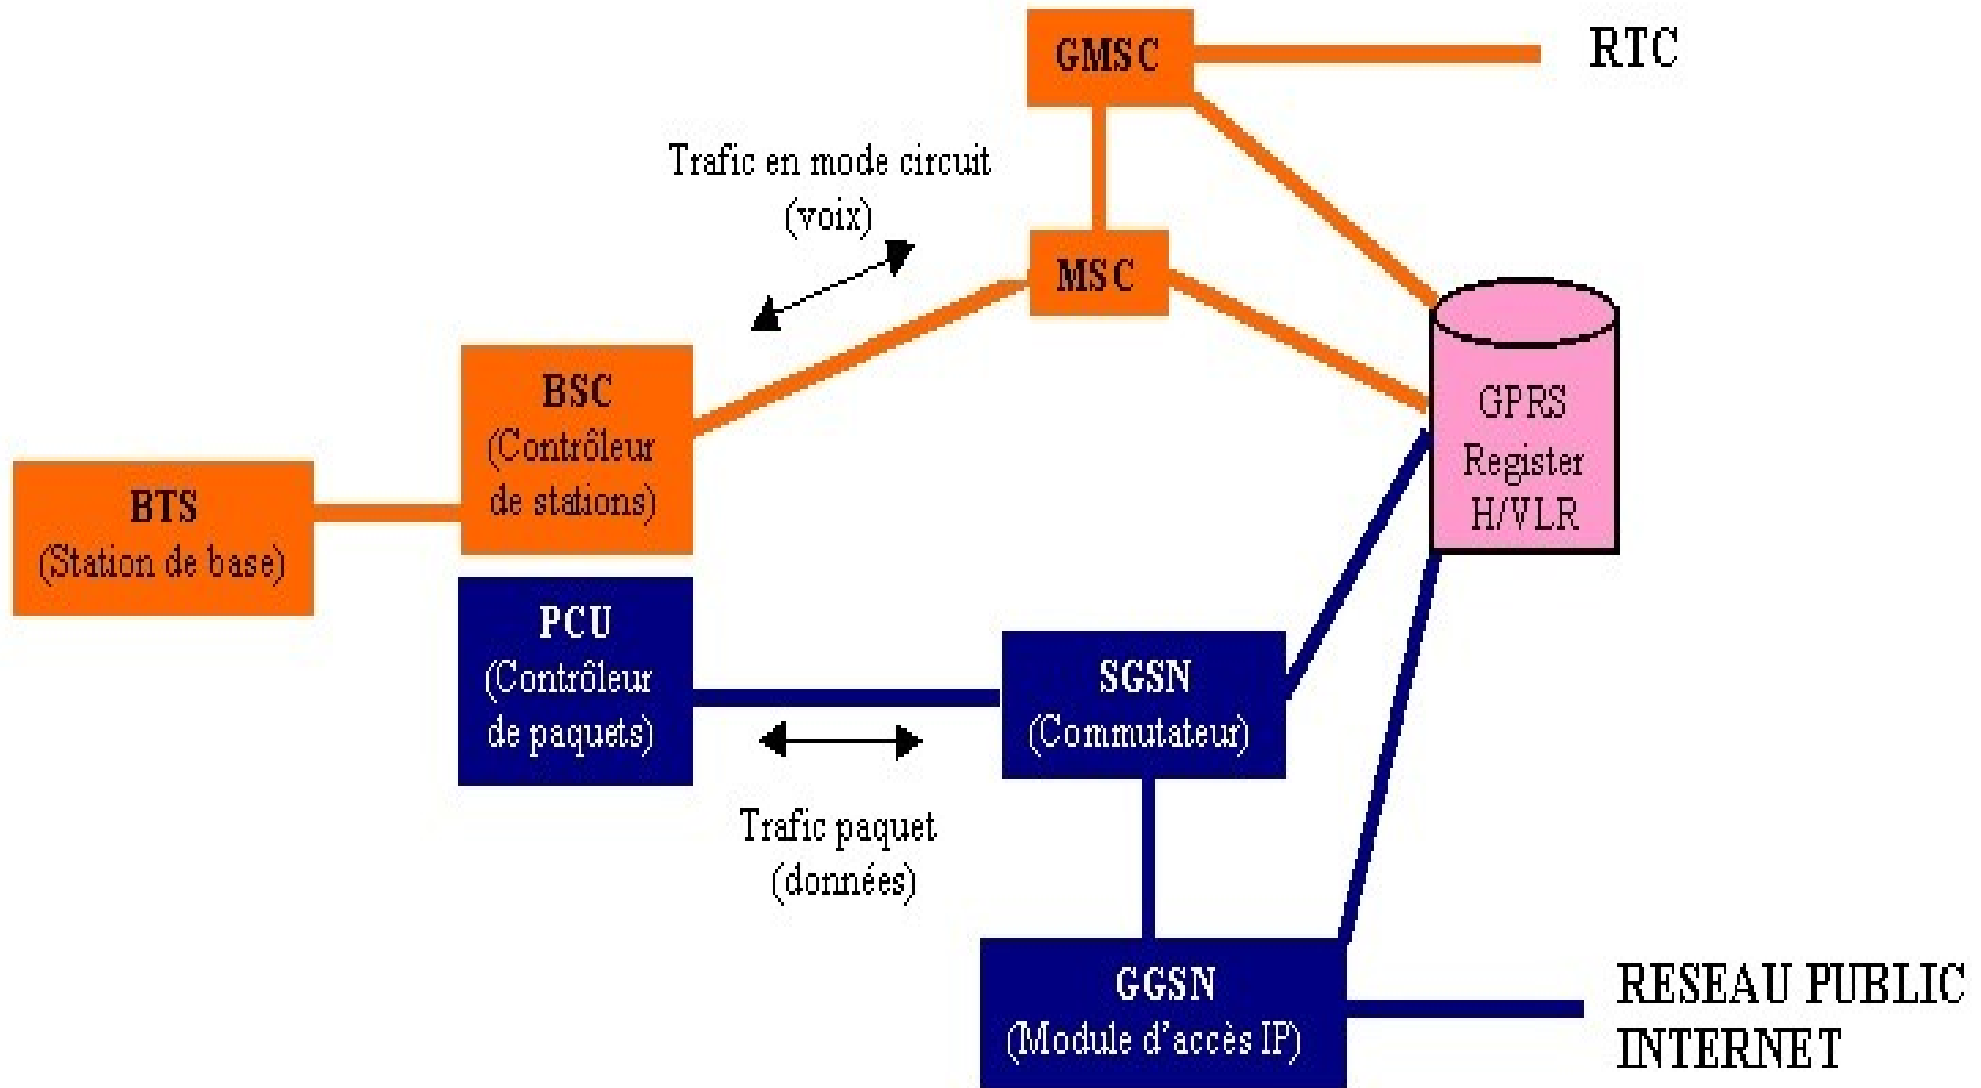 GMSC
RTC
Trafic en mode circuit
(voix)
MSC
BSC
(Contrôleur
de stations)
GPRS
Register
H/VLR
BTS
(Station de base)
PCU
(Contrôleur
de paquets)
SGSN
(Commutateur)
Trafic paquet
(données)
GGSN
(Module d'accès IP)
RESEAU PUBLIC
INTERNET